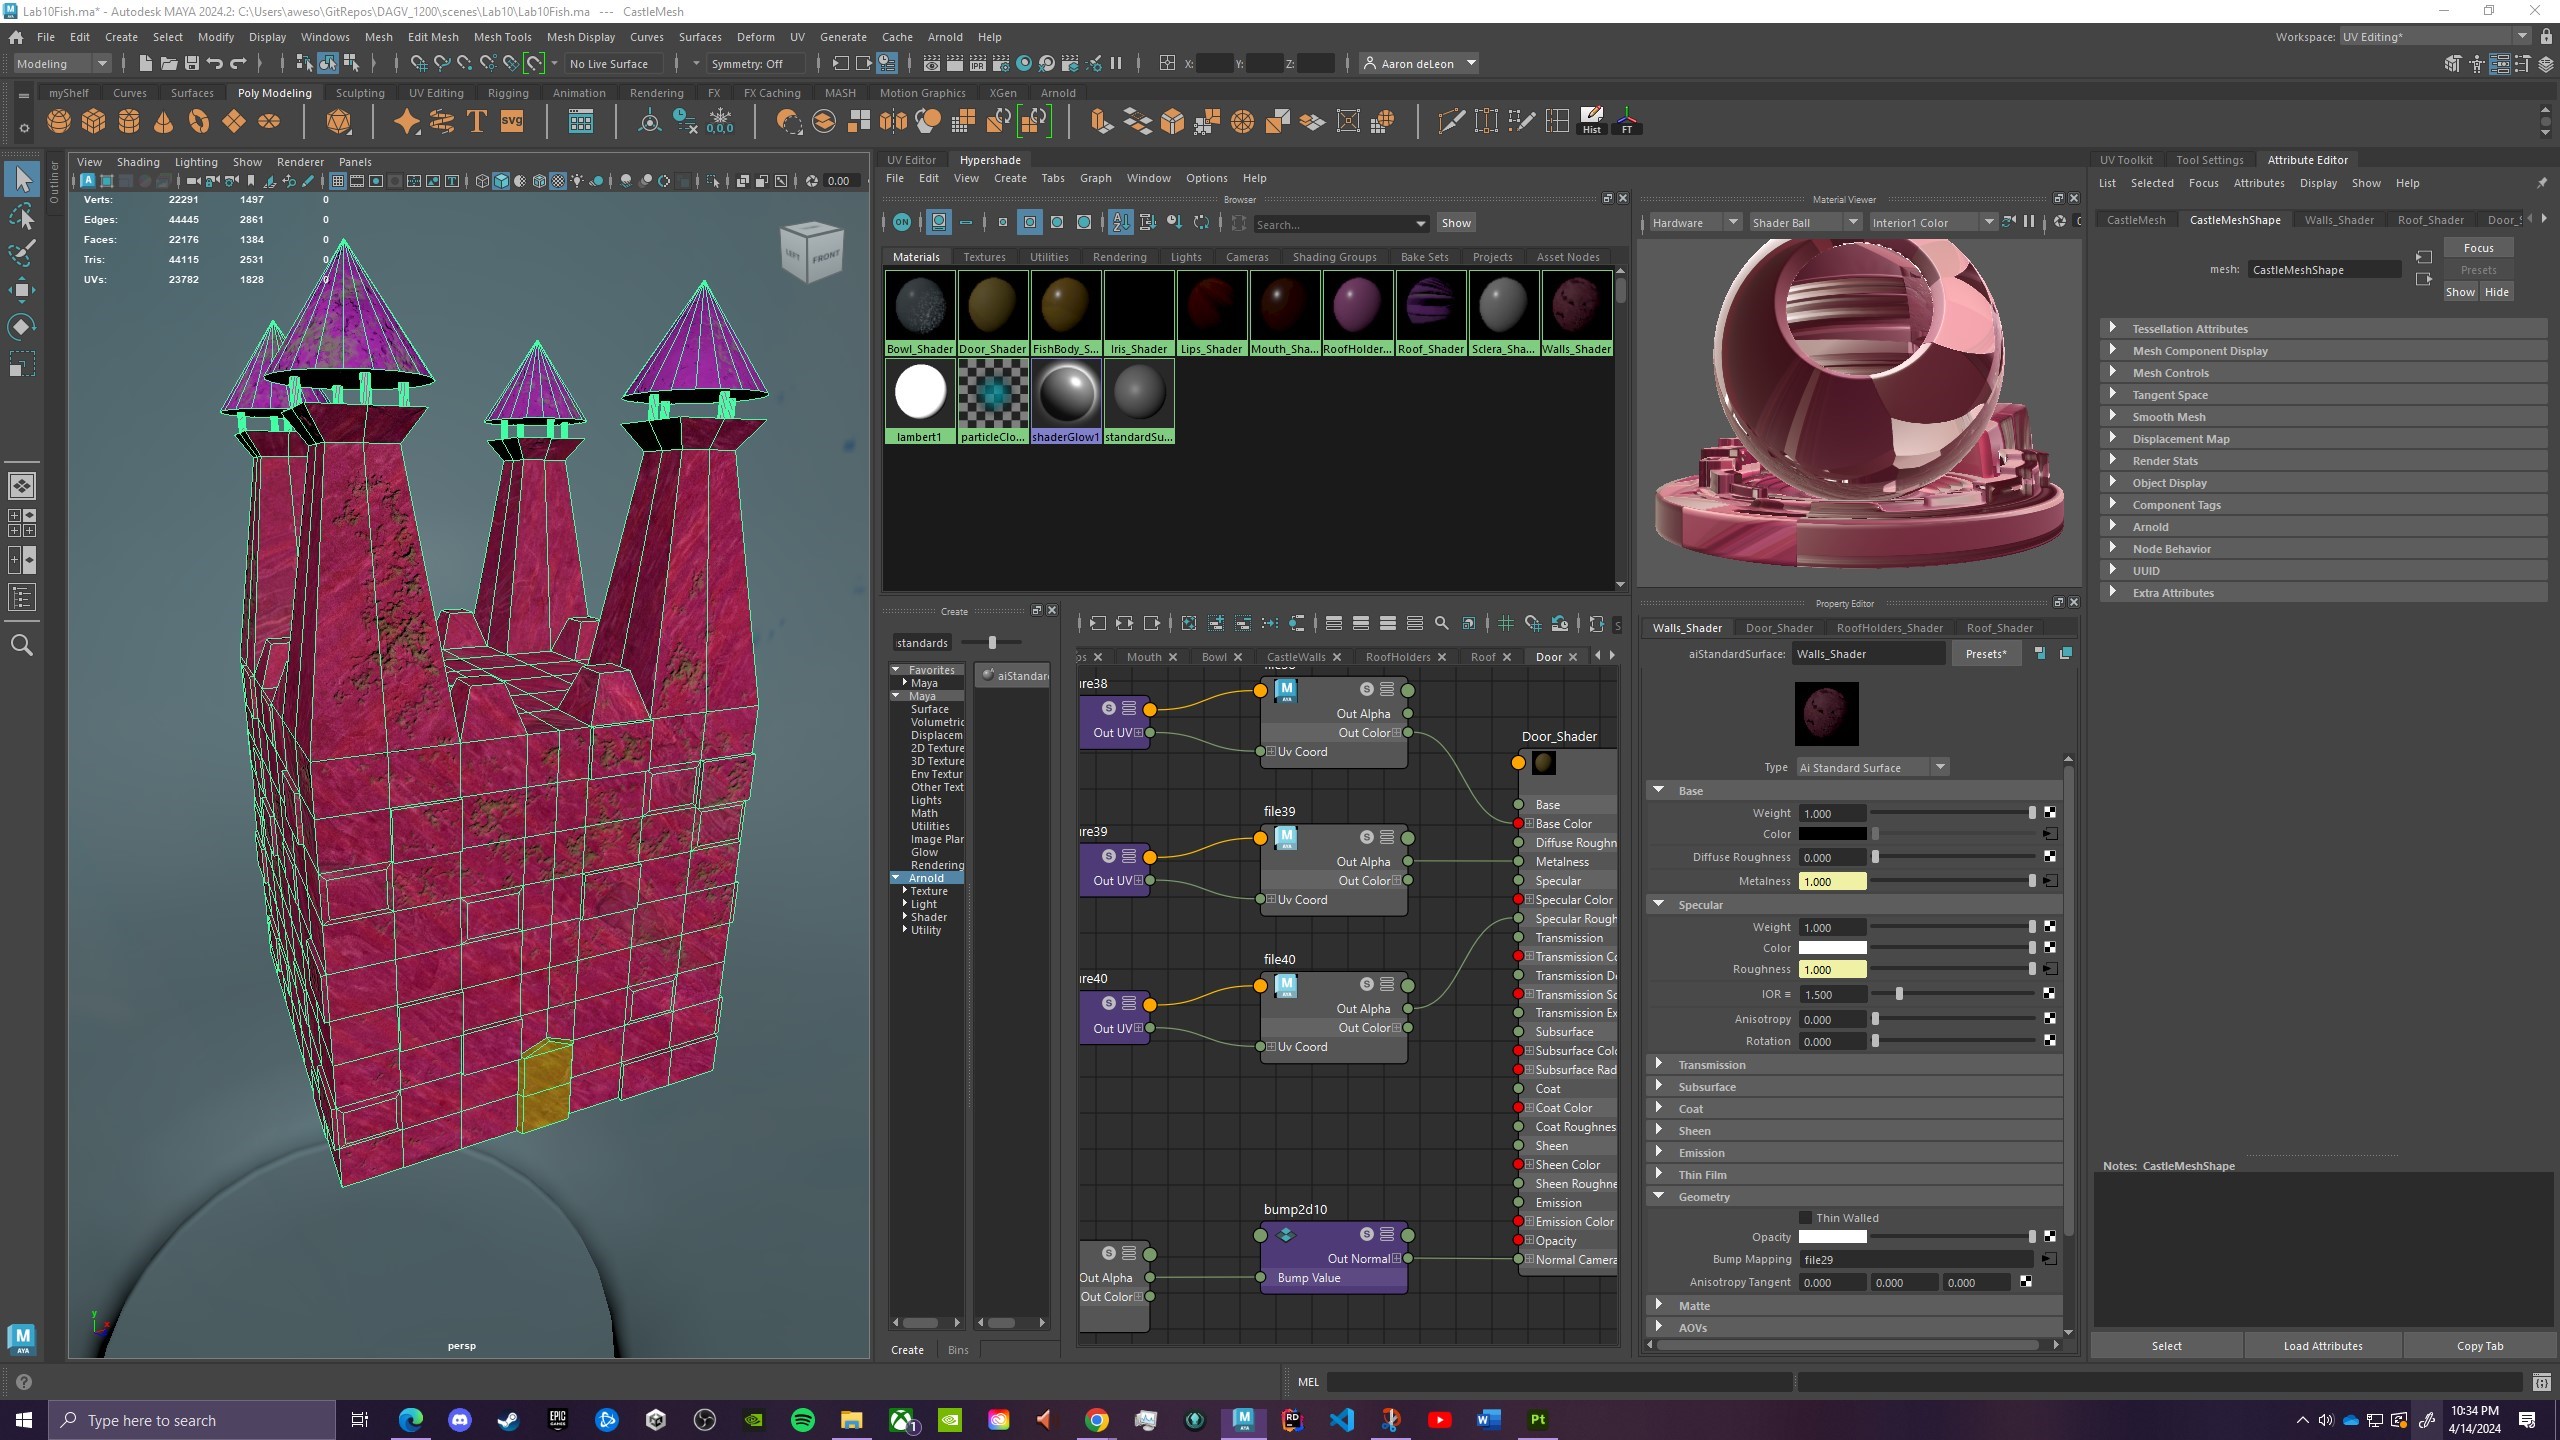 Lab10Fish.ma* - Autodesk MAYA 2024.2: C:\Users\aweso\GitRepos\DAGV_1200\scenes\Lab10\Lab10Fish.ma --- CastleMesh
File Edit Create Select Modify Display Windows Mesh Edit Mesh Mesh Tools Mesh Display Curves Surfaces Deform UV Generate Cache Arnold Help
Workspace: UV Editing*
Modeling
No Live Surface
Symmetry: Off
X: Y: Z:
Aaron deLeon
myShelf Curves Surfaces Poly Modeling Sculpting UV Editing Rigging Animation Rendering FX FX Caching MASH Motion Graphics XGen Arnold
T svg 0,0,0 Hist FT
Outliner
View Shading Lighting Show Renderer Panels
0.00
Verts: 22291 1497 0
Edges: 44445 2861 0
Faces: 22176 1384 0
Tris: 44115 2531 0
UVs: 23782 1828 0
LEFT FRONT
persp
UV Editor Hypershade
File Edit View Create Tabs Graph Window Options Help
Browser
ON
Search...
Show
Materials Textures Utilities Rendering Lights Cameras Shading Groups Bake Sets Projects Asset Nodes
Bowl_Shader Door_Shader FishBody_S... Iris_Shader Lips_Shader Mouth_Sha... RoofHolder... Roof_Shader Sclera_Sha... Walls_Shader
lambert1 particleClo... shaderGlow1 standardSu...
Material Viewer
Hardware Shader Ball Interior1 Color
Create
standards
Favorites
Maya
Maya
Surface
Volumetric
Displacem
2D Texture
3D Texture
Env Textur
Other Text
Lights
Math
Utilities
Image Plar
Glow
Rendering
Arnold
Texture
Light
Shader
Utility
aiStandar
Create Bins
Mouth Bowl CastleWalls RoofHolders Roof Door
ire38
Out UV
Out Alpha
Out Color
Uv Coord
ire39
Out UV
file39
Out Alpha
Out Color
Uv Coord
ire40
Out UV
file40
Out Alpha
Out Color
Uv Coord
Out Alpha
Out Color
bump2d10
Out Normal
Bump Value
Door_Shader
Base
Base Color
Diffuse Roughn
Metalness
Specular
Specular Color
Specular Rough
Transmission
Transmission Co
Transmission De
Transmission Sc
Transmission Ex
Subsurface
Subsurface Colo
Subsurface Rad
Coat
Coat Color
Coat Roughnes
Sheen
Sheen Color
Sheen Roughne
Emission
Emission Color
Opacity
Normal Camera
Property Editor
Walls_Shader Door_Shader RoofHolders_Shader Roof_Shader
aiStandardSurface: Walls_Shader Presets*
Type Ai Standard Surface
Base
Weight 1.000
Color
Diffuse Roughness 0.000
Metalness 1.000
Specular
Weight 1.000
Color
Roughness 1.000
IOR 1.500
Anisotropy 0.000
Rotation 0.000
Transmission
Subsurface
Coat
Sheen
Emission
Thin Film
Geometry
Thin Walled
Opacity
Bump Mapping file29
Anisotropy Tangent 0.000 0.000 0.000
Matte
AOVs
UV Toolkit Tool Settings Attribute Editor
List Selected Focus Attributes Display Show Help
CastleMesh CastleMeshShape Walls_Shader Roof_Shader Door_S
mesh: CastleMeshShape
Focus
Presets
Show Hide
Tessellation Attributes
Mesh Component Display
Mesh Controls
Tangent Space
Smooth Mesh
Displacement Map
Render Stats
Object Display
Component Tags
Arnold
Node Behavior
UUID
Extra Attributes
Notes: CastleMeshShape
Select Load Attributes Copy Tab
MEL
Type here to search
10:34 PM
4/14/2024